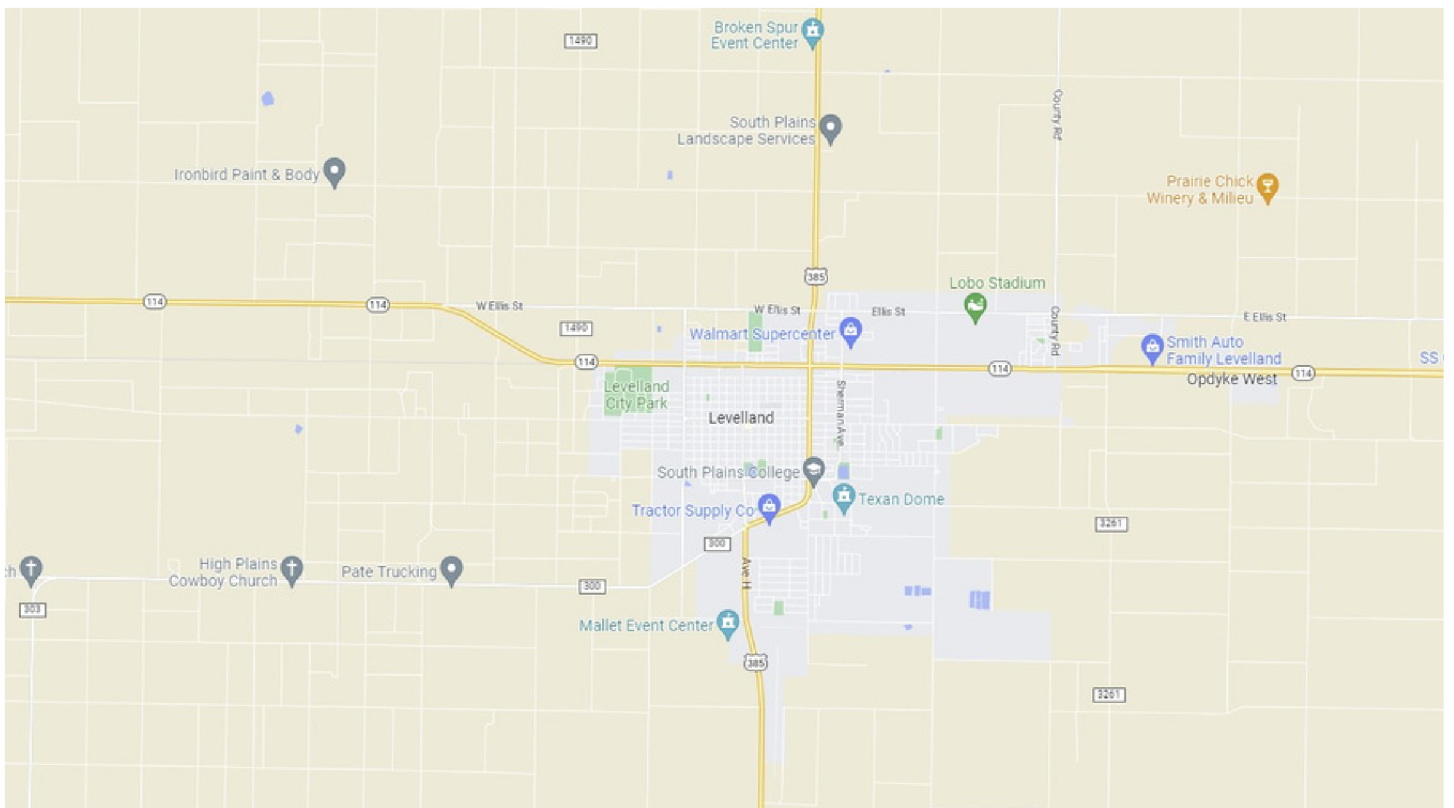 Broken Spur
Event Center
1490
County Rd
South Plains
Landscape Services
Ironbird Paint & Body
Prairie Chick
Winery & Milieu
385
Lobo Stadium
114
114
W Ellis St
W Ellis St
Ellis St
E Ellis St
1490
Walmart Supercenter
County Rd
Smith Auto
Family Levelland
SS
114
114
114
Opdyke West
Levelland
City Park
Sherman Ave
Levelland
South Plains College
Texan Dome
Tractor Supply Co
3261
300
High Plains
Cowboy Church
Pate Trucking
300
Ave H
303
Mallet Event Center
385
3261